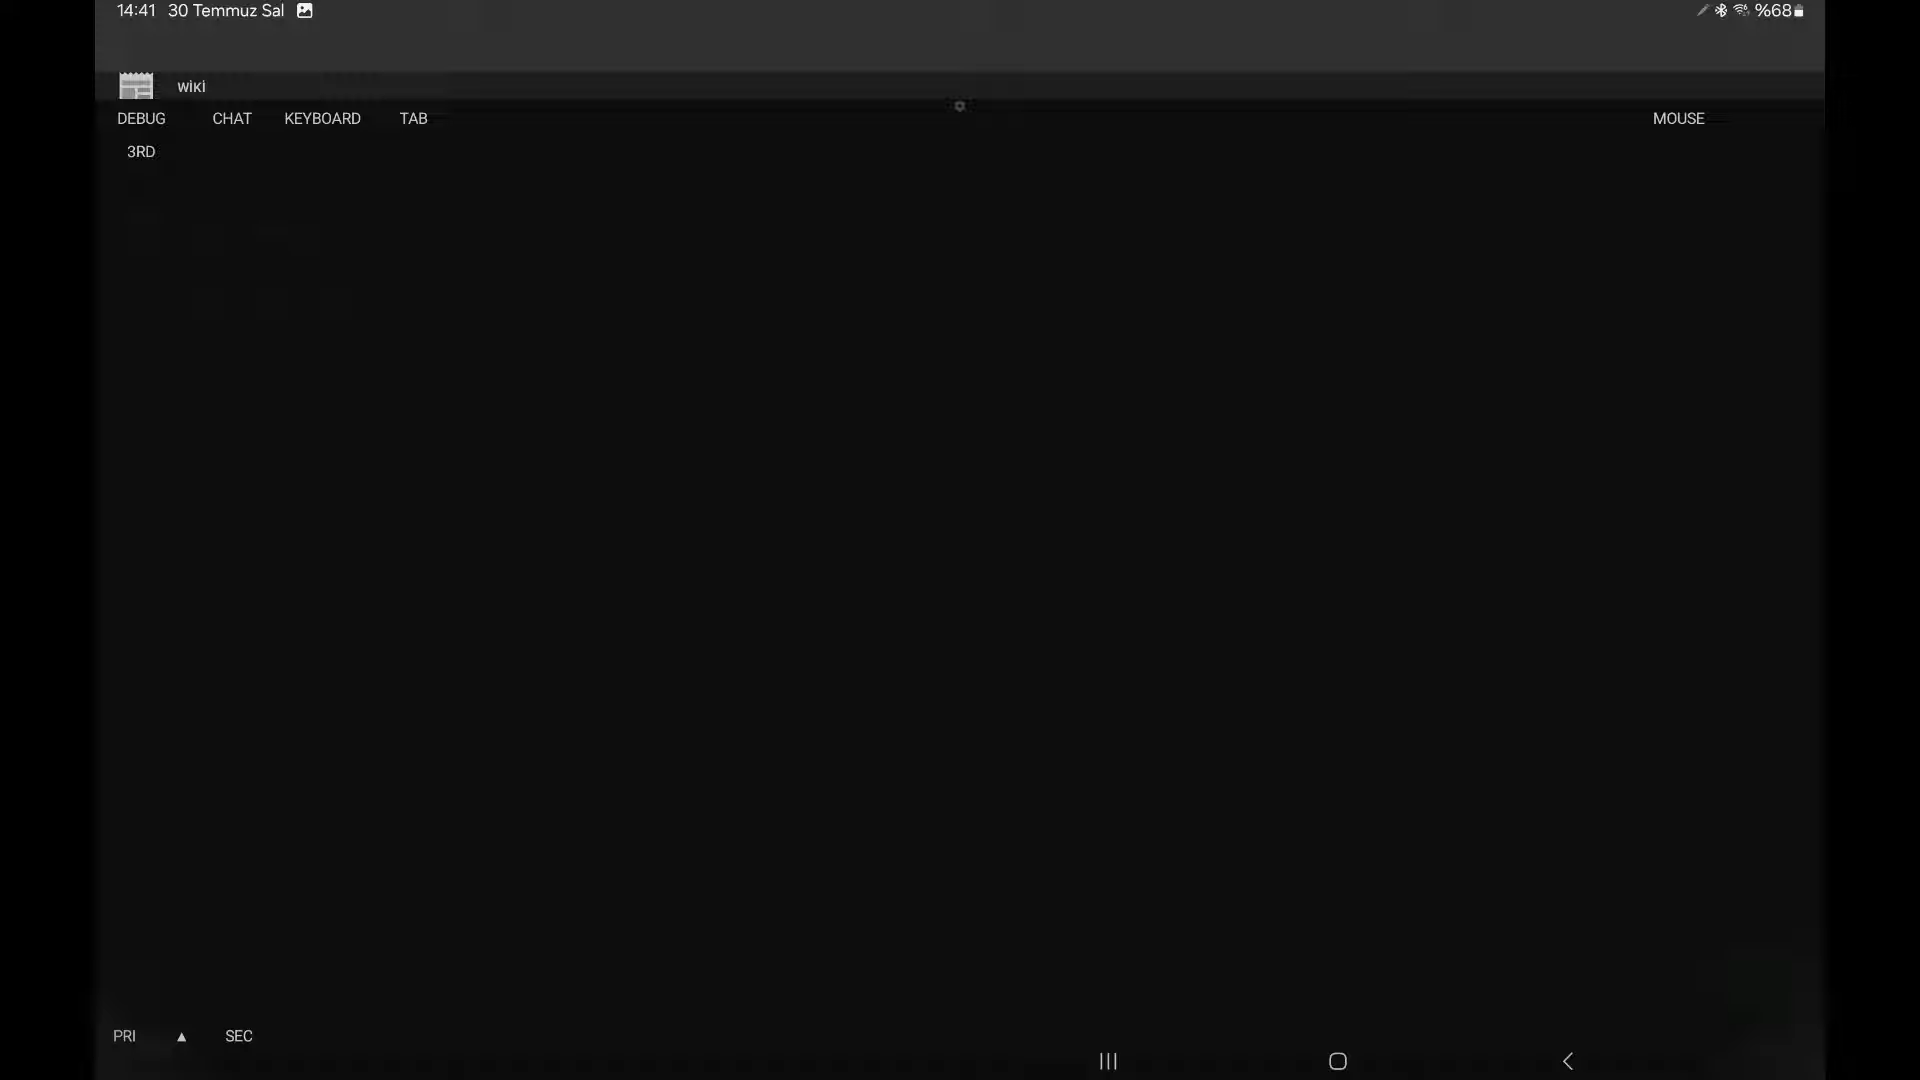 14:41 30 Temmuz Sal %68
wiki
DEBUG CHAT KEYBOARD TAB MOUSE
3RD
PRI ▲ SEC